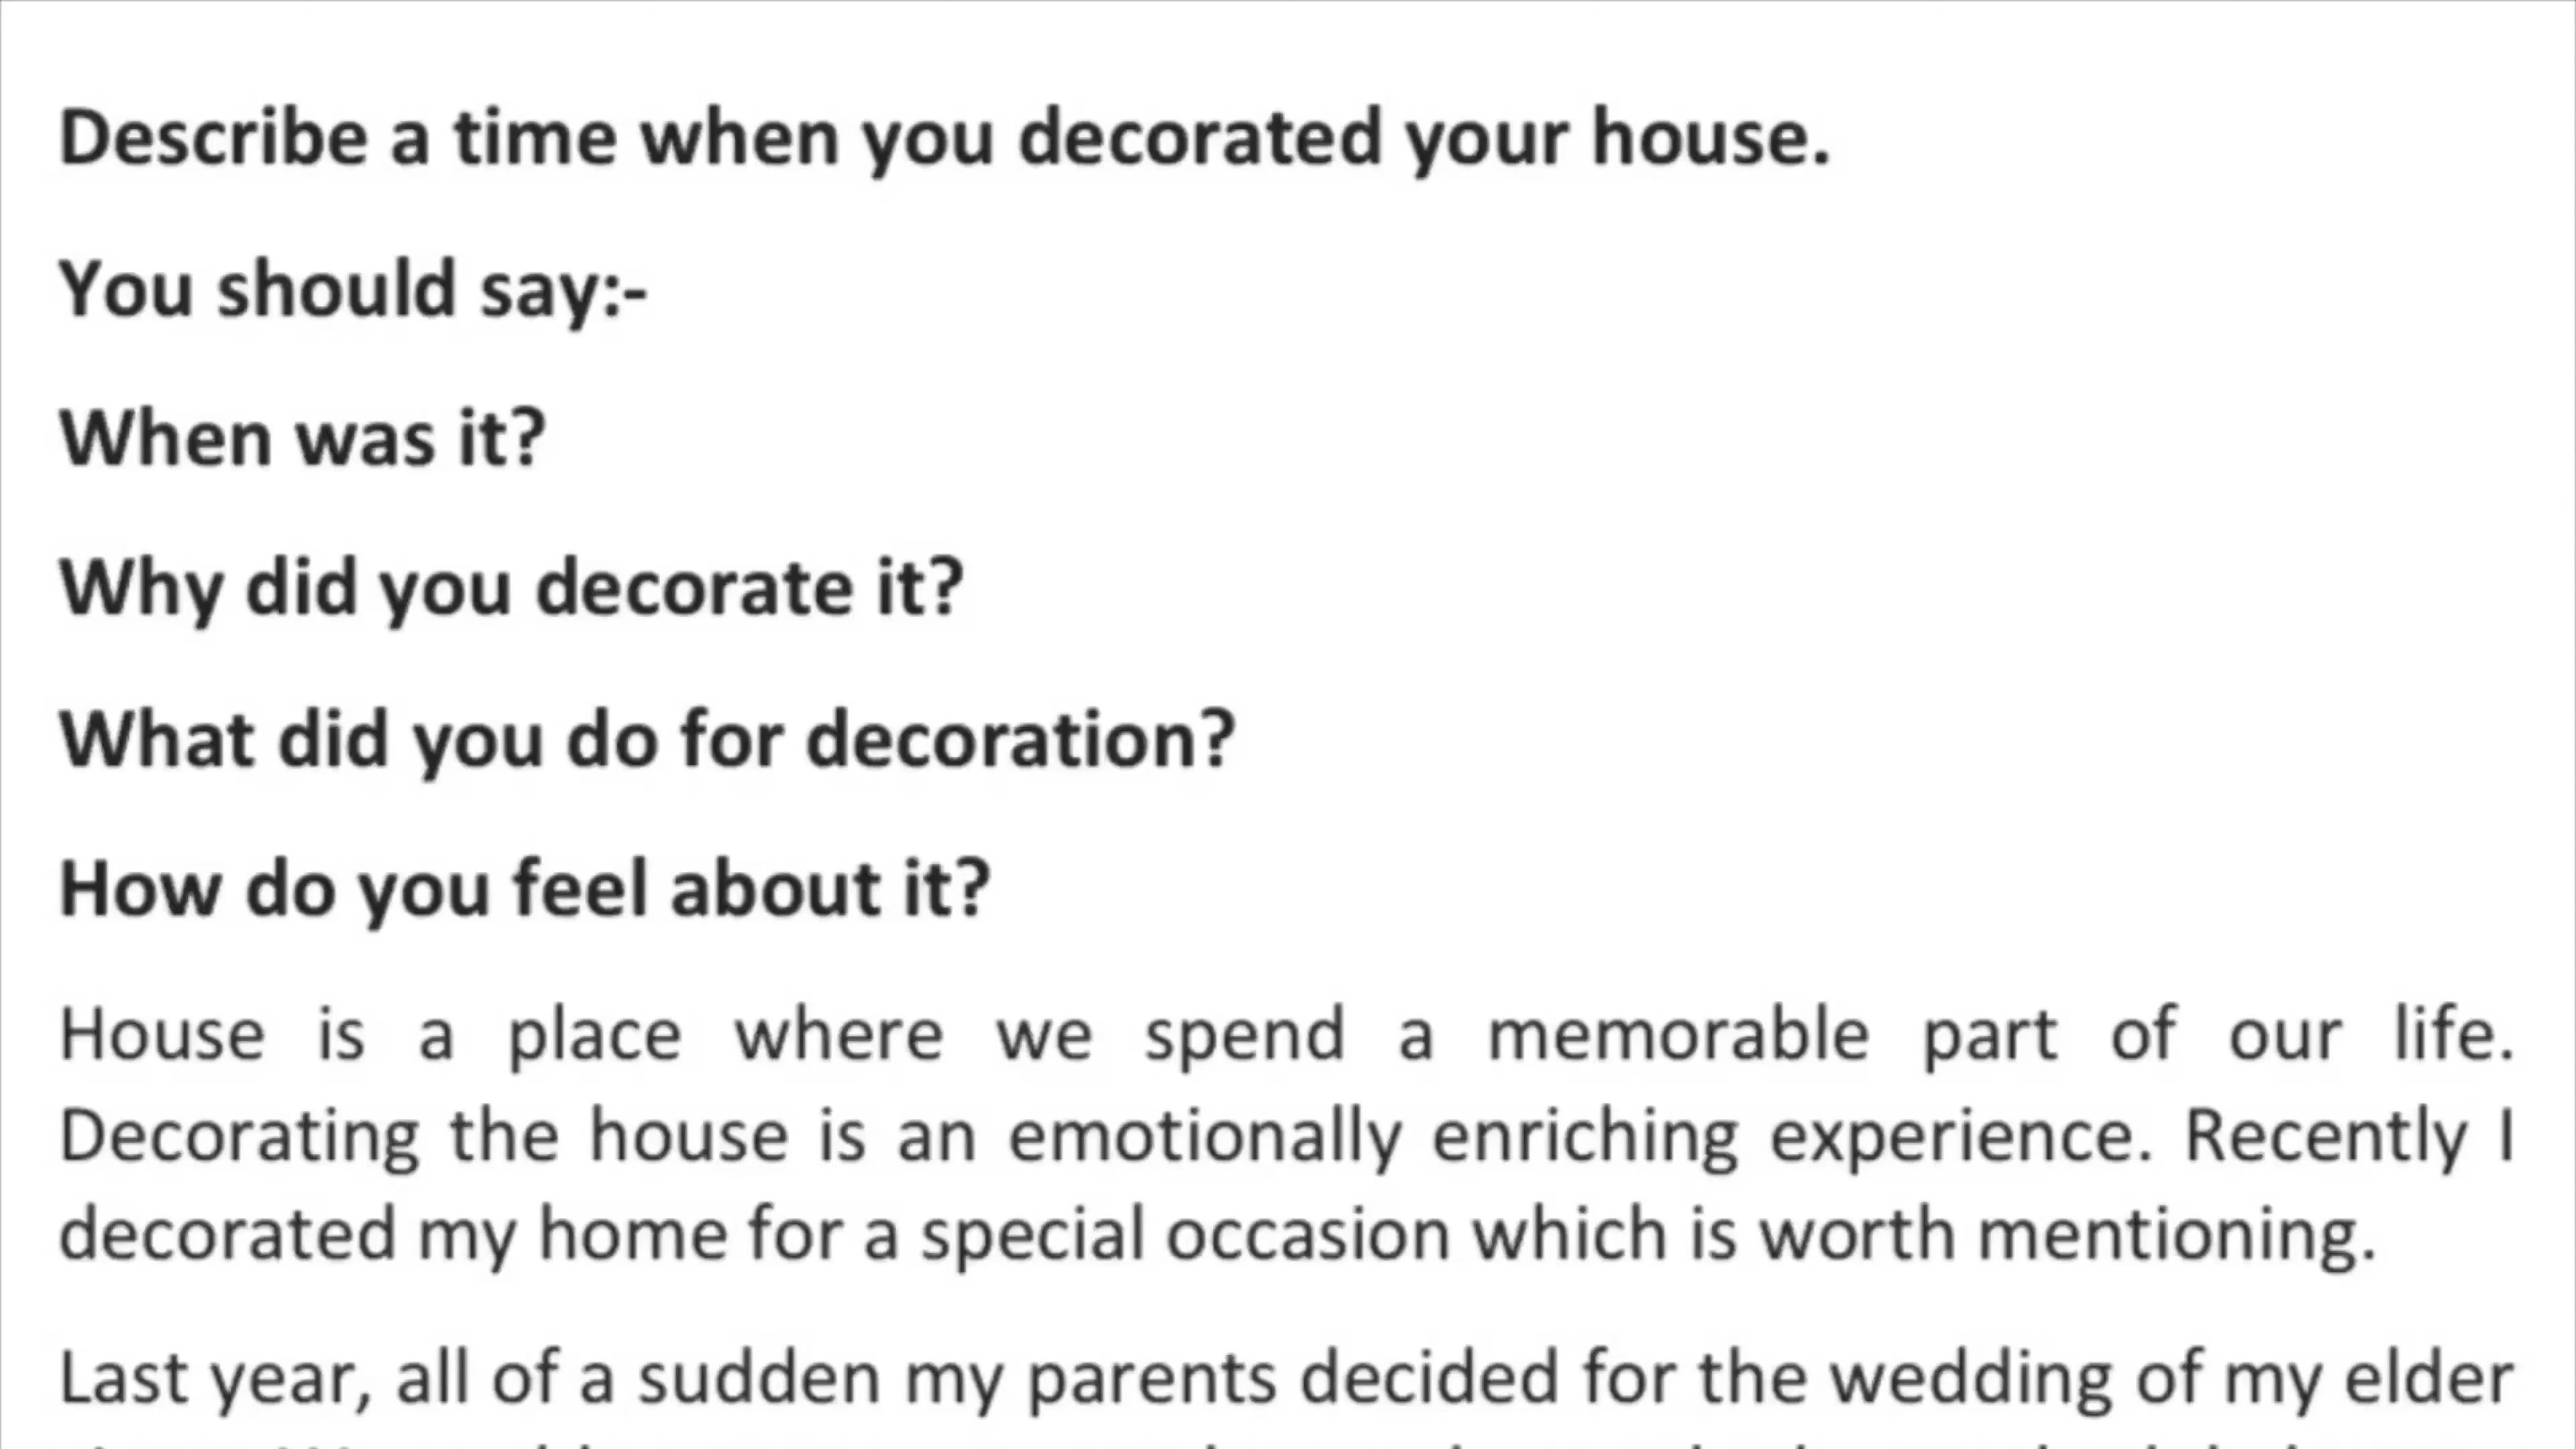 Describe a time when you decorated your house.
You should say:-
When was it?
Why did you decorate it?
What did you do for decoration?
How do you feel about it?
House is a place where we spend a memorable part of our life.
Decorating the house is an emotionally enriching experience. Recently I
decorated my home for a special occasion which is worth mentioning.
Last year, all of a sudden my parents decided for the wedding of my elder